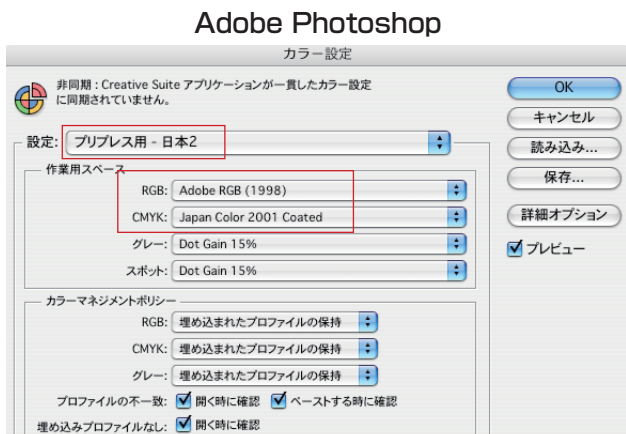 Adobe Photoshop
カラー設定
非同期 : Creative Suite アプリケーションが一貫したカラー設定
に同期されていません。
OK
キャンセル
設定: プリプレス用 - 日本2
読み込み...
作業用スペース
保存...
RGB: Adobe RGB (1998)
CMYK: Japan Color 2001 Coated
詳細オプション
グレー: Dot Gain 15%
プレビュー
スポット: Dot Gain 15%
カラーマネジメントポリシー
RGB: 埋め込まれたプロファイルの保持
CMYK: 埋め込まれたプロファイルの保持
グレー: 埋め込まれたプロファイルの保持
プロファイルの不一致: 開く時に確認 ペーストする時に確認
埋め込みプロファイルなし: 開く時に確認